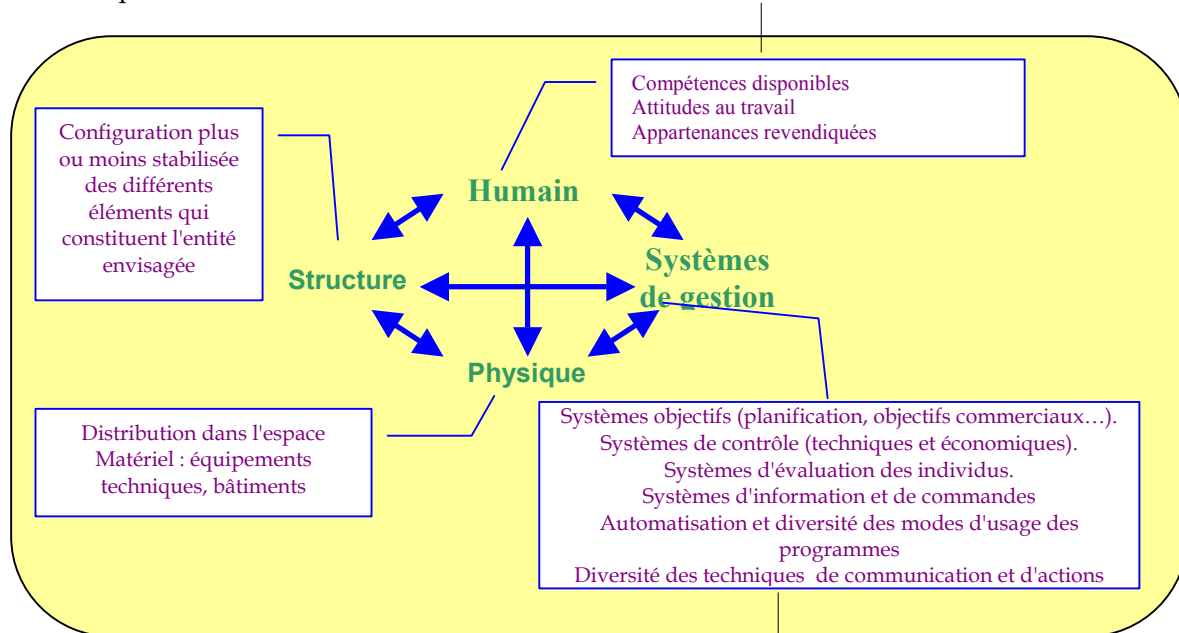 Compétences disponibles
Attitudes au travail
Appartenances revendiquées
Configuration plus
ou moins stabilisée
des différents
éléments qui
constituent l'entité
envisagée
Humain
Structure
Systèmes
de gestion
Physique
Distribution dans l'espace
Matériel : équipements
techniques, bâtiments
Systèmes objectifs (planification, objectifs commerciaux…).
Systèmes de contrôle (techniques et économiques).
Systèmes d'évaluation des individus.
Systèmes d'information et de commandes
Automatisation et diversité des modes d'usage des
programmes
Diversité des techniques de communication et d'actions